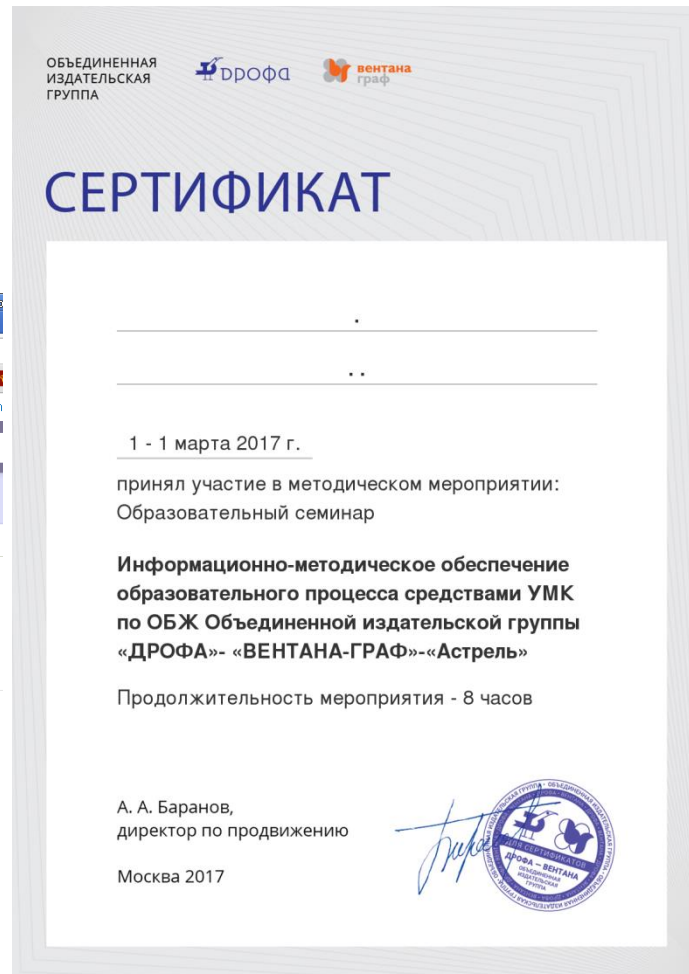 ОБЪЕДИНЕННАЯ
ИЗДАТЕЛЬСКАЯ
ГРУППА
дрофа
вентана
граф
СЕРТИФИКАТ
.
. .
1 - 1 марта 2017 г.
принял участие в методическом мероприятии:
Образовательный семинар
Информационно-методическое обеспечение
образовательного процесса средствами УМК
по ОБЖ Объединенной издательской группы
«ДРОФА»- «ВЕНТАНА-ГРАФ»-«Астрель»
Продолжительность мероприятия - 8 часов
А. А. Баранов,
директор по продвижению
Москва 2017
ДЛЯ СЕРТИФИКАТОВ
ДРОФА – ВЕНТАНА
ОБЪЕДИНЕННАЯ
ИЗДАТЕЛЬСКАЯ
ГРУППА